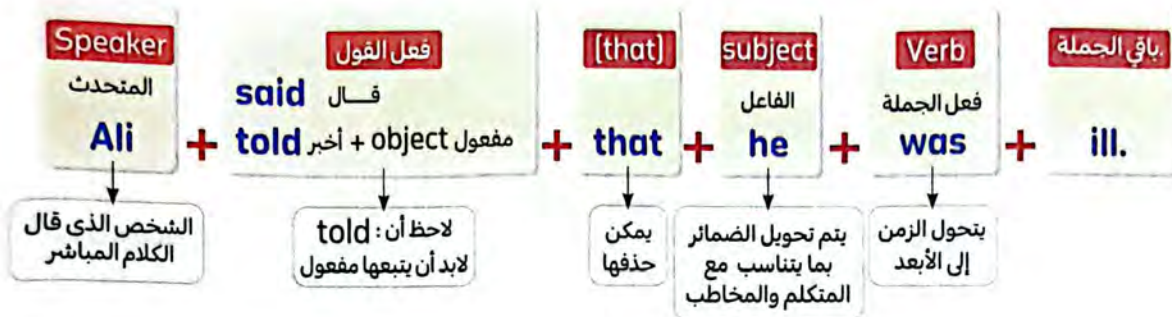 Speaker
المتحدث
Ali
+
فعل القول
said قــال
told أخبر + object مفعول
+
(that)
that
+
subject
الفاعل
he
+
Verb
فعل الجملة
was
+
باقي الجملة.
ill.
الشخص الذى قال
الكلام المباشر
لاحظ أن : told
لابد أن يتبعها مفعول
يمكن
حذفها
يتم تحويل الضمائر
بما يتناسب مع
المتكلم والمخاطب
يتحول الزمن
إلى الأبعد